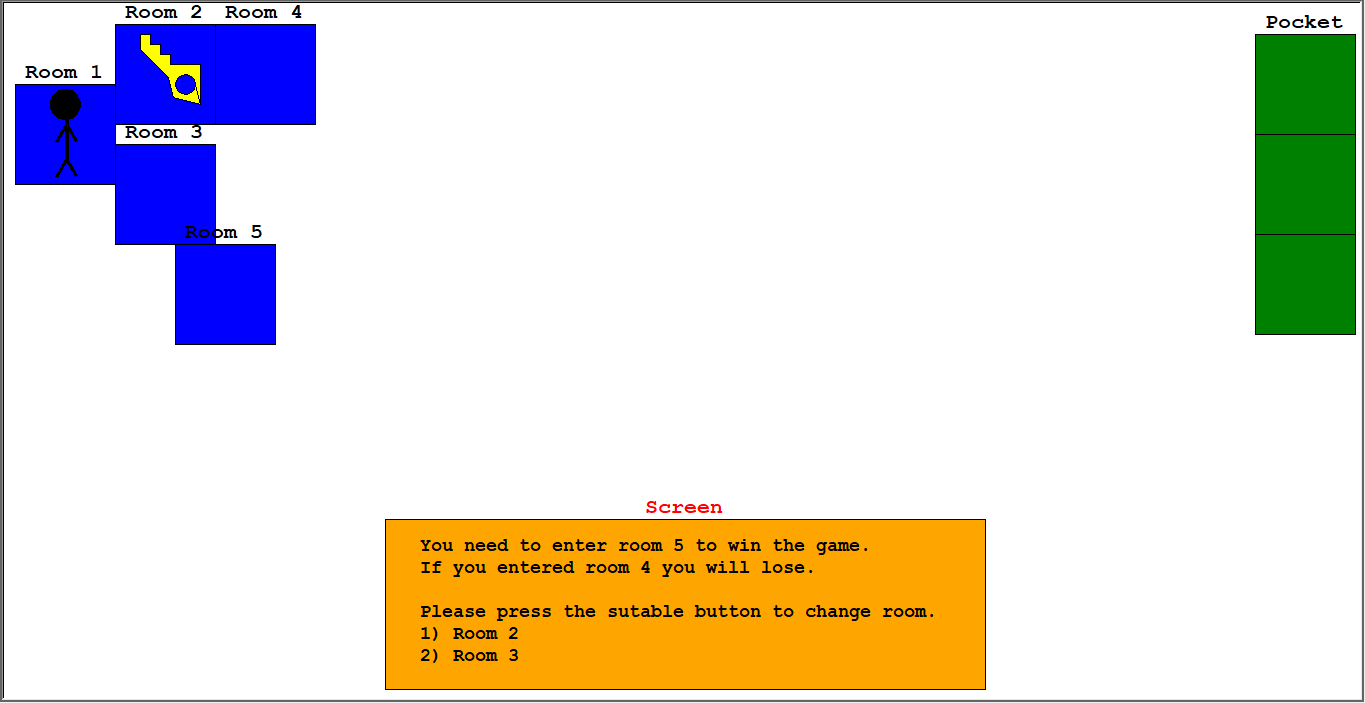 Room 2 Room 4
Pocket
Room 1
Room 3
Room 5
Screen
You need to enter room 5 to win the game.
If you entered room 4 you will lose.
Please press the sutable button to change room.
1) Room 2
2) Room 3